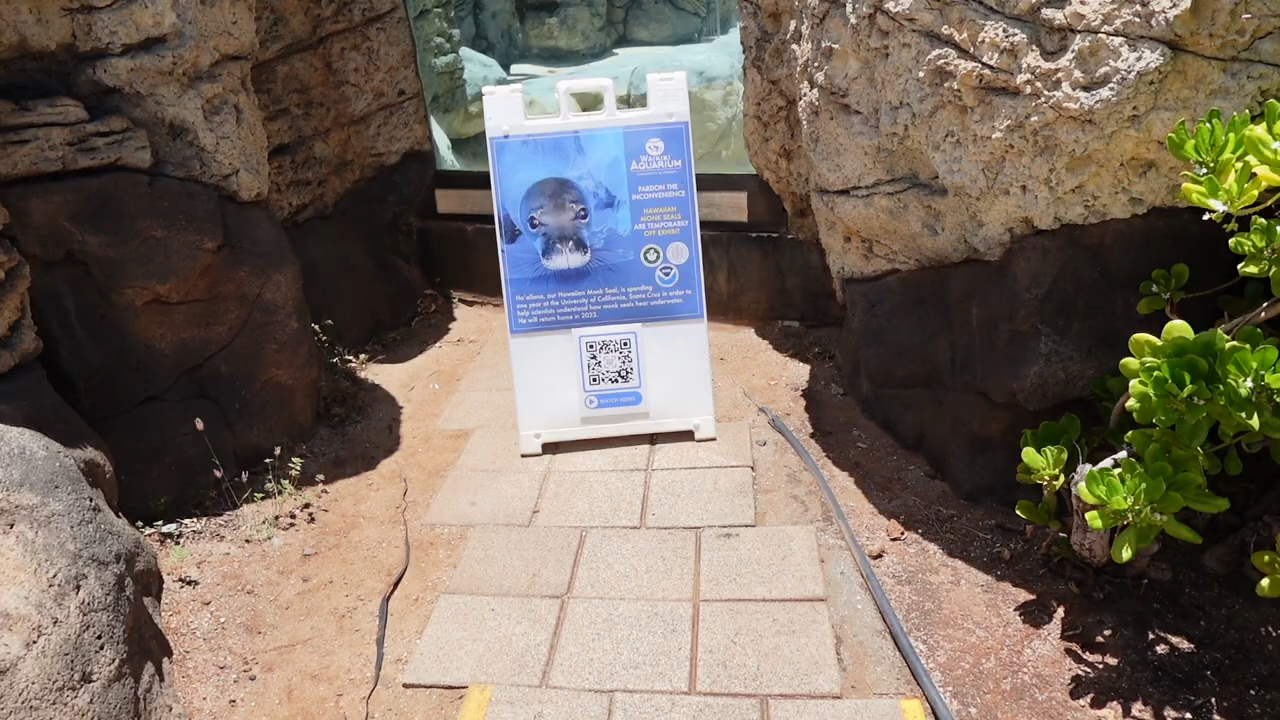 WAIKIKI
AQUARIUM
PARDON THE
INCONVENIENCE
HAWAIIAN
MONK SEALS
ARE TEMPORARILY
OFF EXHIBIT
Hō'ailona, our Hawaiian Monk Seal, is spending
one year at the University of California, Santa Cruz in order to
help scientists understand how monk seals hear underwater.
He will return home in 2022.
WATCH VIDEO